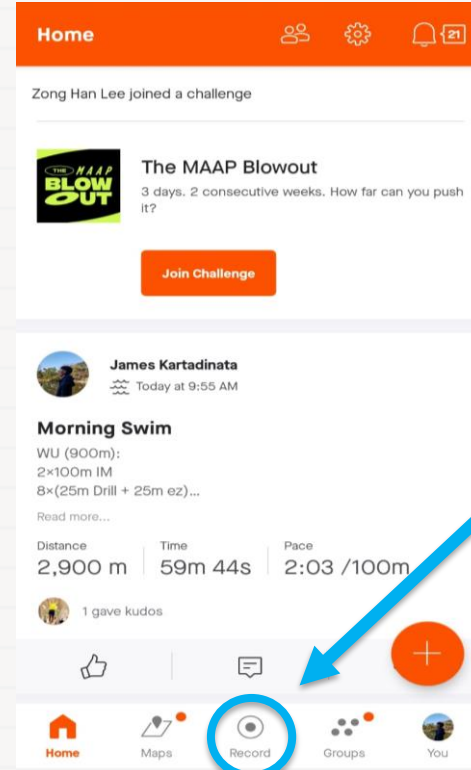 Home
21
Zong Han Lee joined a challenge
THE MAAP
BLOW
OUT
The MAAP Blowout
3 days. 2 consecutive weeks. How far can you push
it?
Join Challenge
James Kartadinata
Today at 9:55 AM
Morning Swim
WU (900m):
2×100m IM
8×(25m Drill + 25m ez)...
Read more...
Distance Time Pace
2,900 m 59m 44s 2:03 /100m
1 gave kudos
Home Maps Record Groups You